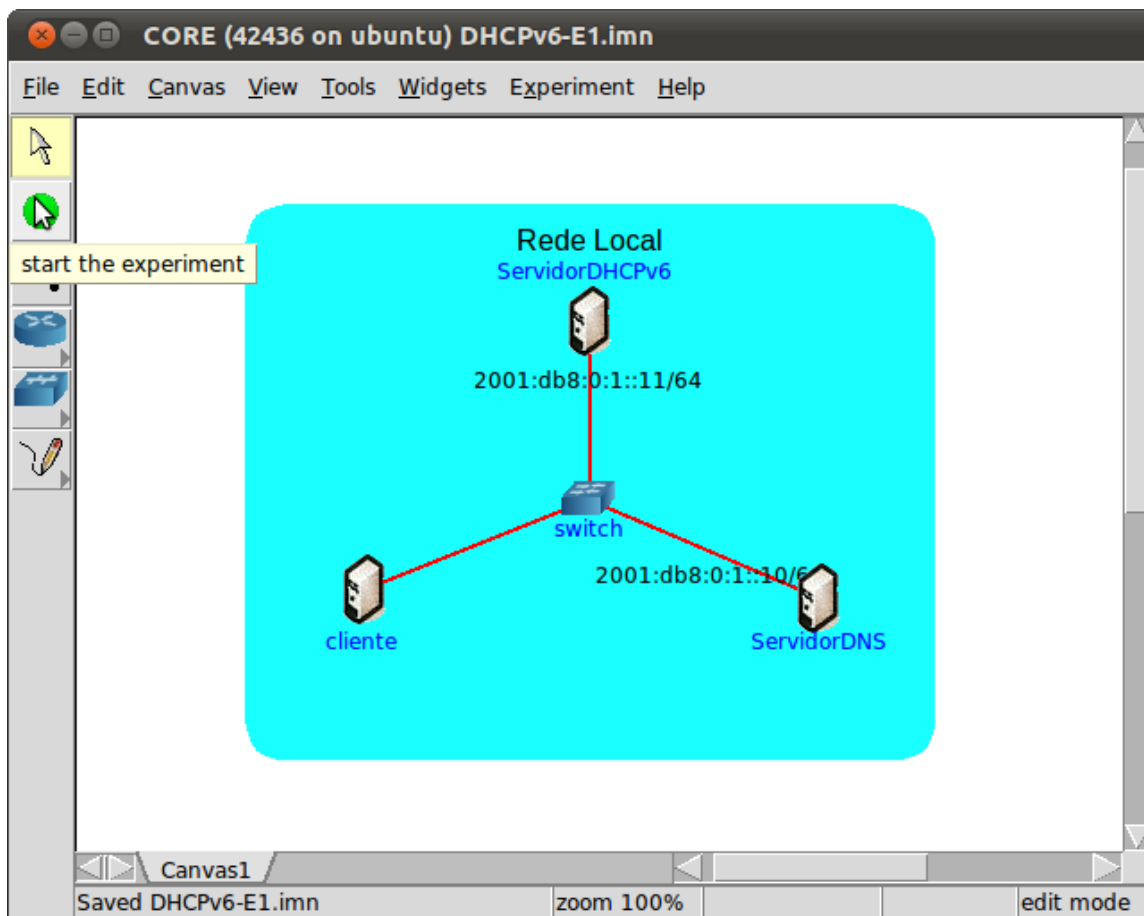 CORE (42436 on ubuntu) DHCPv6-E1.imn
File Edit Canvas View Tools Widgets Experiment Help
start the experiment
Rede Local
ServidorDHCPv6
2001:db8:0:1::11/64
switch
2001:db8:0:1::10/6
cliente
ServidorDNS
Canvas1
Saved DHCPv6-E1.imn zoom 100% edit mode